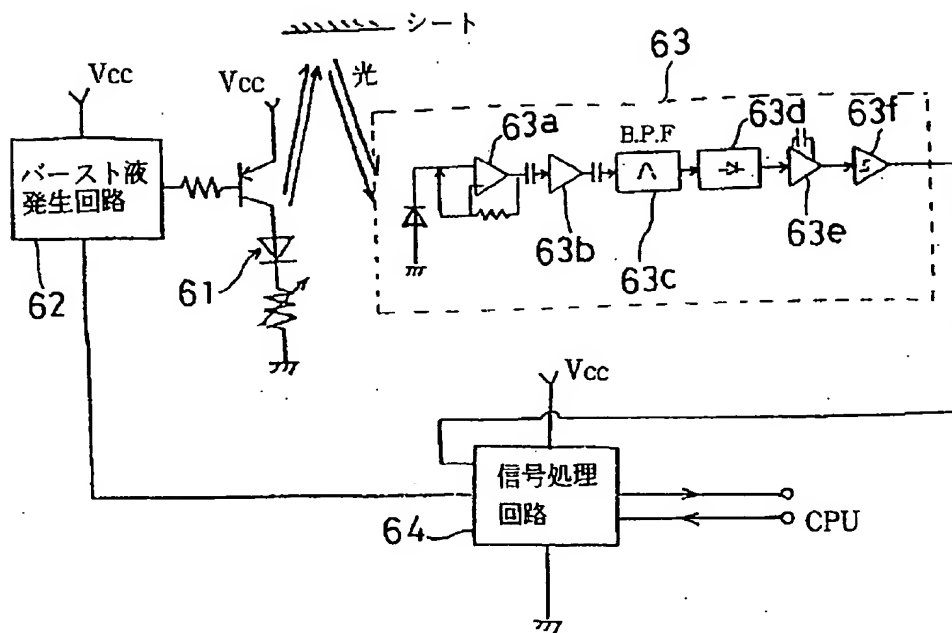 シート
光
63
Vcc
Vcc
63a
B.P.F
63d
63f
バースト液
発生回路
63b
63e
63c
61
62
Vcc
信号処理
回路
64
CPU